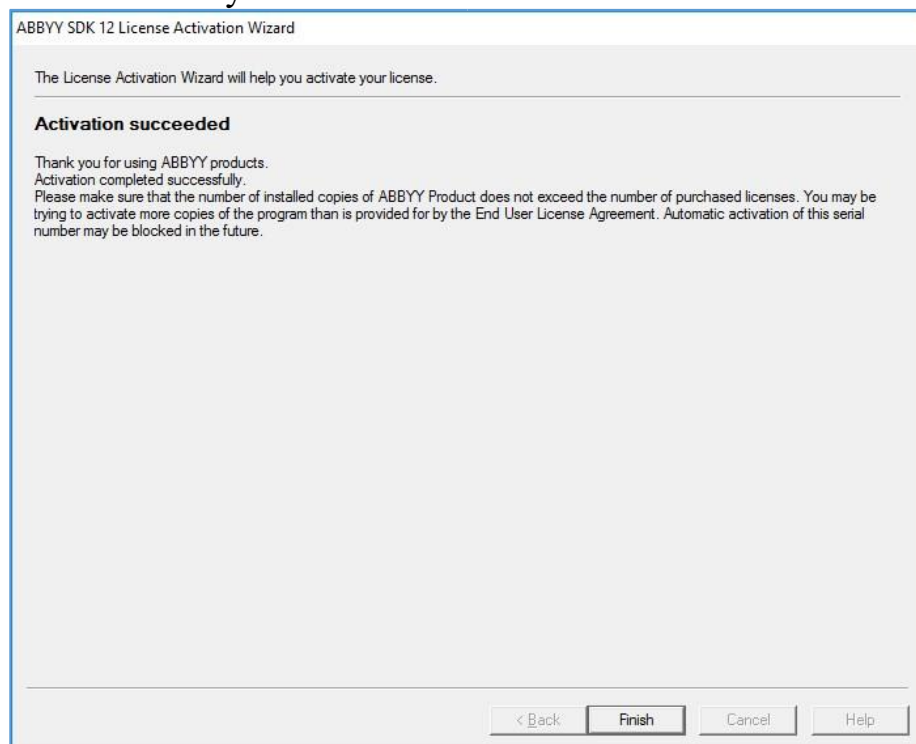 ABBYY SDK 12 License Activation Wizard
The License Activation Wizard will help you activate your license.
Activation succeeded
Thank you for using ABBYY products.
Activation completed successfully.
Please make sure that the number of installed copies of ABBYY Product does not exceed the number of purchased licenses. You may be
trying to activate more copies of the program than is provided for by the End User License Agreement. Automatic activation of this serial
number may be blocked in the future.
< Back Finish Cancel Help